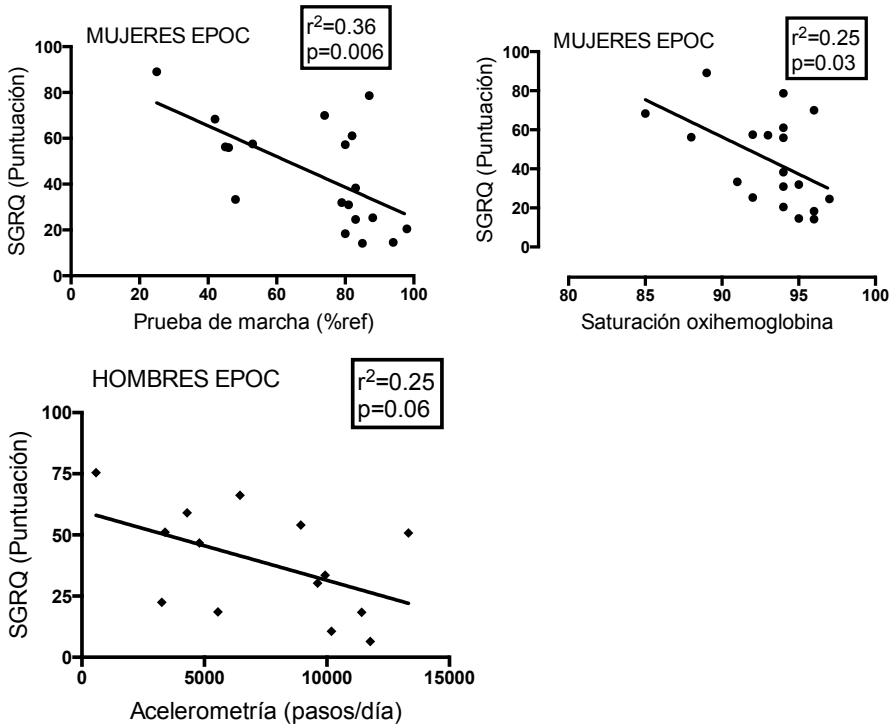 MUJERES EPOC
r²=0.36
p=0.006
SGRQ (Puntuación)
100
80
60
40
20
0
0 20 40 60 80 100
Prueba de marcha (%ref)
MUJERES EPOC
r²=0.25
p=0.03
SGRQ (Puntuación)
100
80
60
40
20
0
80 85 90 95 100
Saturación oxihemoglobina
HOMBRES EPOC
r²=0.25
p=0.06
SGRQ (Puntuación)
100
75
50
25
0
0 5000 10000 15000
Acelerometría (pasos/día)